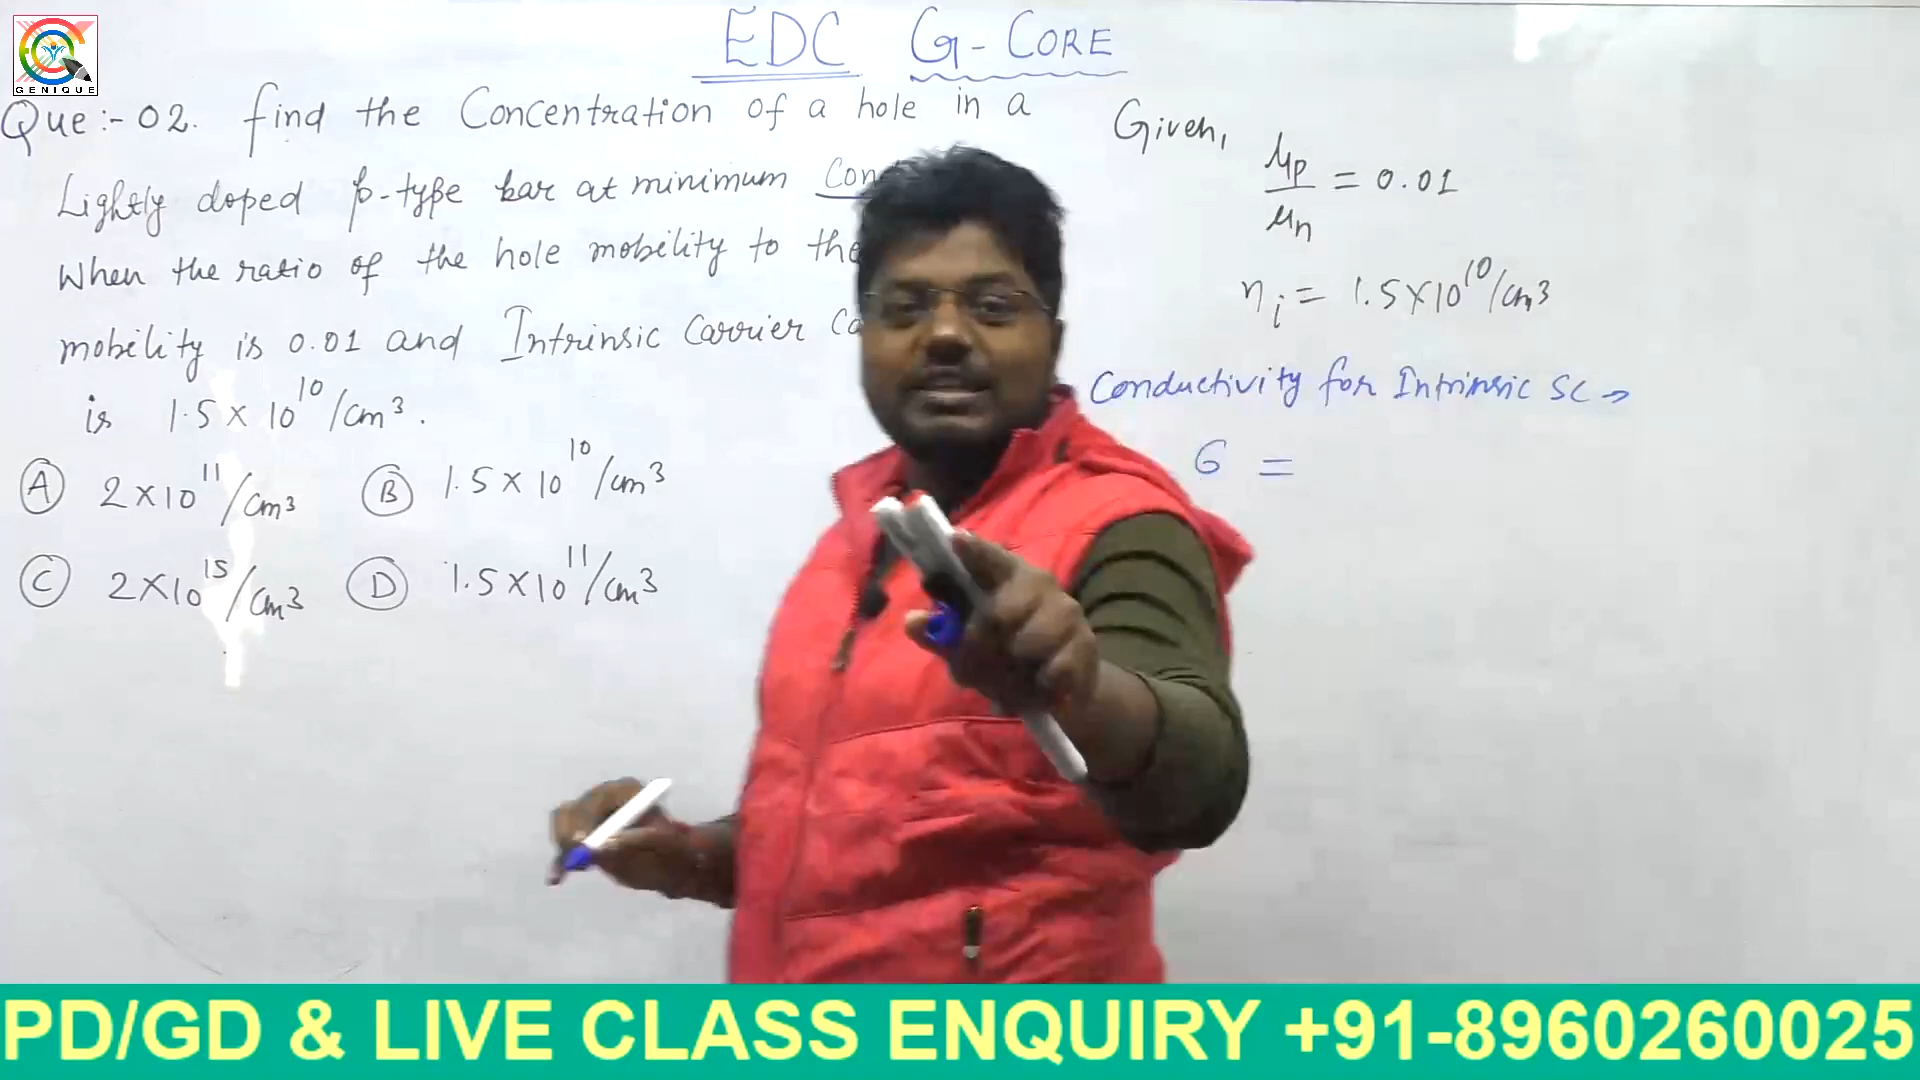 GENIQUE
EDC G-CORE
Que:- 02. find the Concentration of a hole in a
Lightly doped p-type bar at minimum
When the ratio of the hole mobility to the
mobility is 0.01 and Intrinsic Carrier
is 1.5 x 10^10/cm3.
(A) 2x10^11/cm3 (B) 1.5 x 10^10/cm3
(C) 2x10^15/cm3 (D) 1.5x10^11/cm3
Given,
μp/μn = 0.01
ni = 1.5x10^10/cm3
Conductivity for Intrinsic SC →
σ =
PD/GD & LIVE CLASS ENQUIRY +91-8960260025